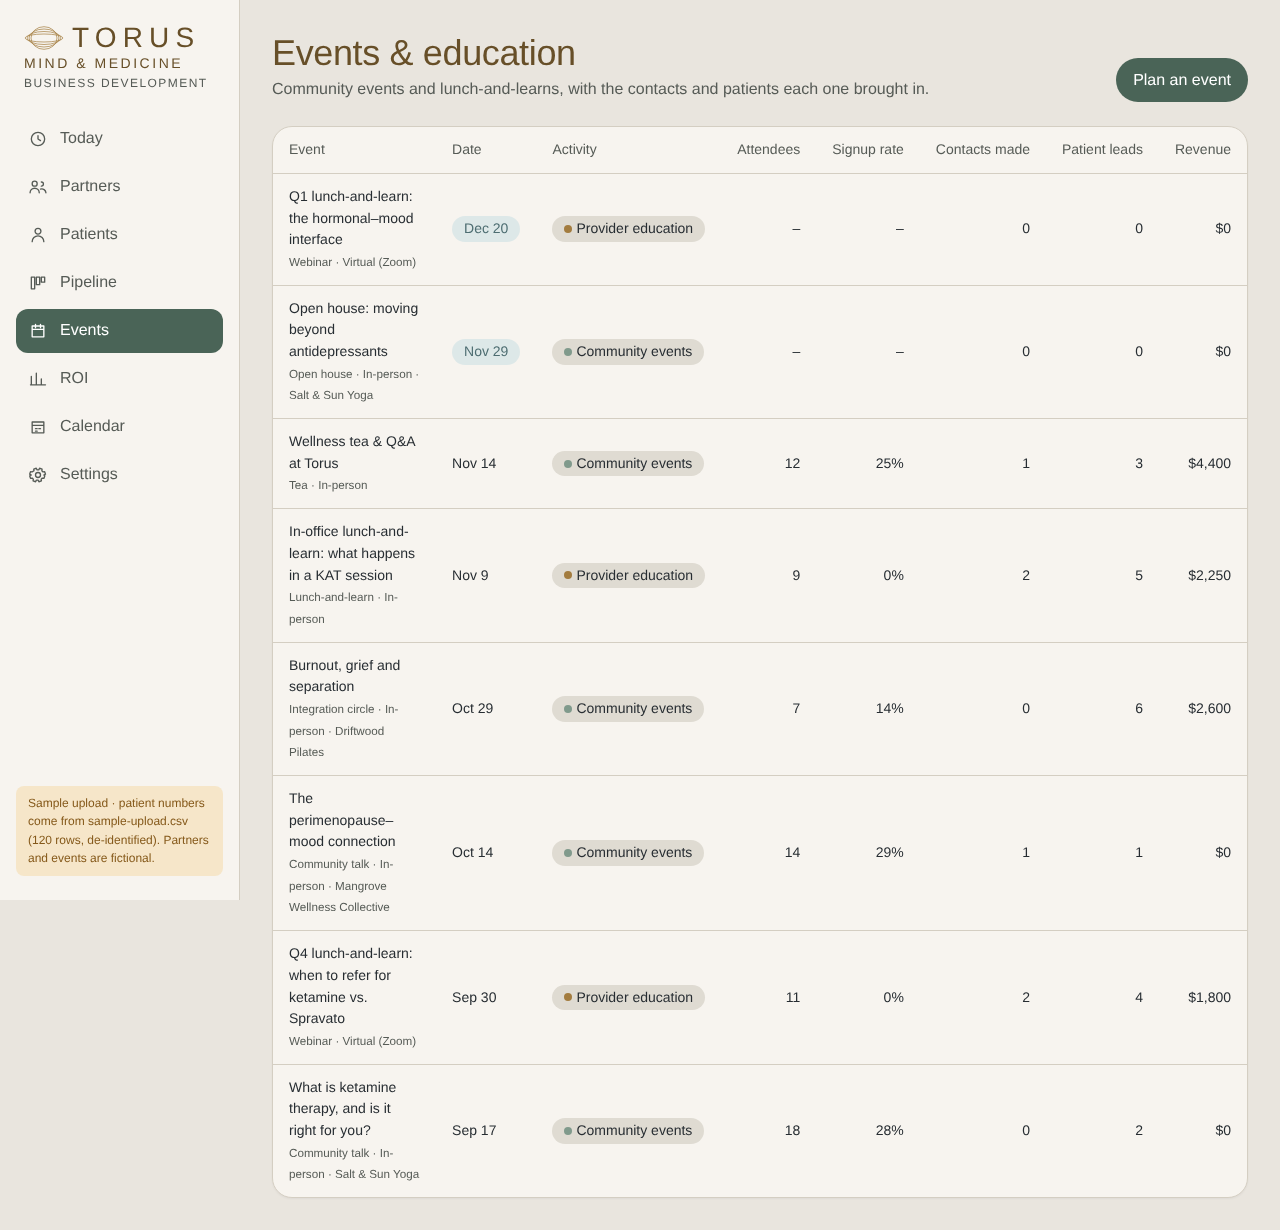 TORUS
MIND & MEDICINE
BUSINESS DEVELOPMENT
Today
Partners
Patients
Pipeline
Events
ROI
Calendar
Settings
Sample upload · patient numbers
come from sample-upload.csv
(120 rows, de-identified). Partners
and events are fictional.
Events & education
Community events and lunch-and-learns, with the contacts and patients each one brought in.
Plan an event
Event Date Activity Attendees Signup rate Contacts made Patient leads Revenue
Q1 lunch-and-learn:
the hormonal–mood
interface
Webinar · Virtual (Zoom)
Dec 20 Provider education – – 0 0 $0
Open house: moving
beyond
antidepressants
Open house · In-person ·
Salt & Sun Yoga
Nov 29 Community events – – 0 0 $0
Wellness tea & Q&A
at Torus
Tea · In-person
Nov 14 Community events 12 25% 1 3 $4,400
In-office lunch-and-
learn: what happens
in a KAT session
Lunch-and-learn · In-
person
Nov 9 Provider education 9 0% 2 5 $2,250
Burnout, grief and
separation
Integration circle · In-
person · Driftwood
Pilates
Oct 29 Community events 7 14% 0 6 $2,600
The
perimenopause–
mood connection
Community talk · In-
person · Mangrove
Wellness Collective
Oct 14 Community events 14 29% 1 1 $0
Q4 lunch-and-learn:
when to refer for
ketamine vs.
Spravato
Webinar · Virtual (Zoom)
Sep 30 Provider education 11 0% 2 4 $1,800
What is ketamine
therapy, and is it
right for you?
Community talk · In-
person · Salt & Sun Yoga
Sep 17 Community events 18 28% 0 2 $0